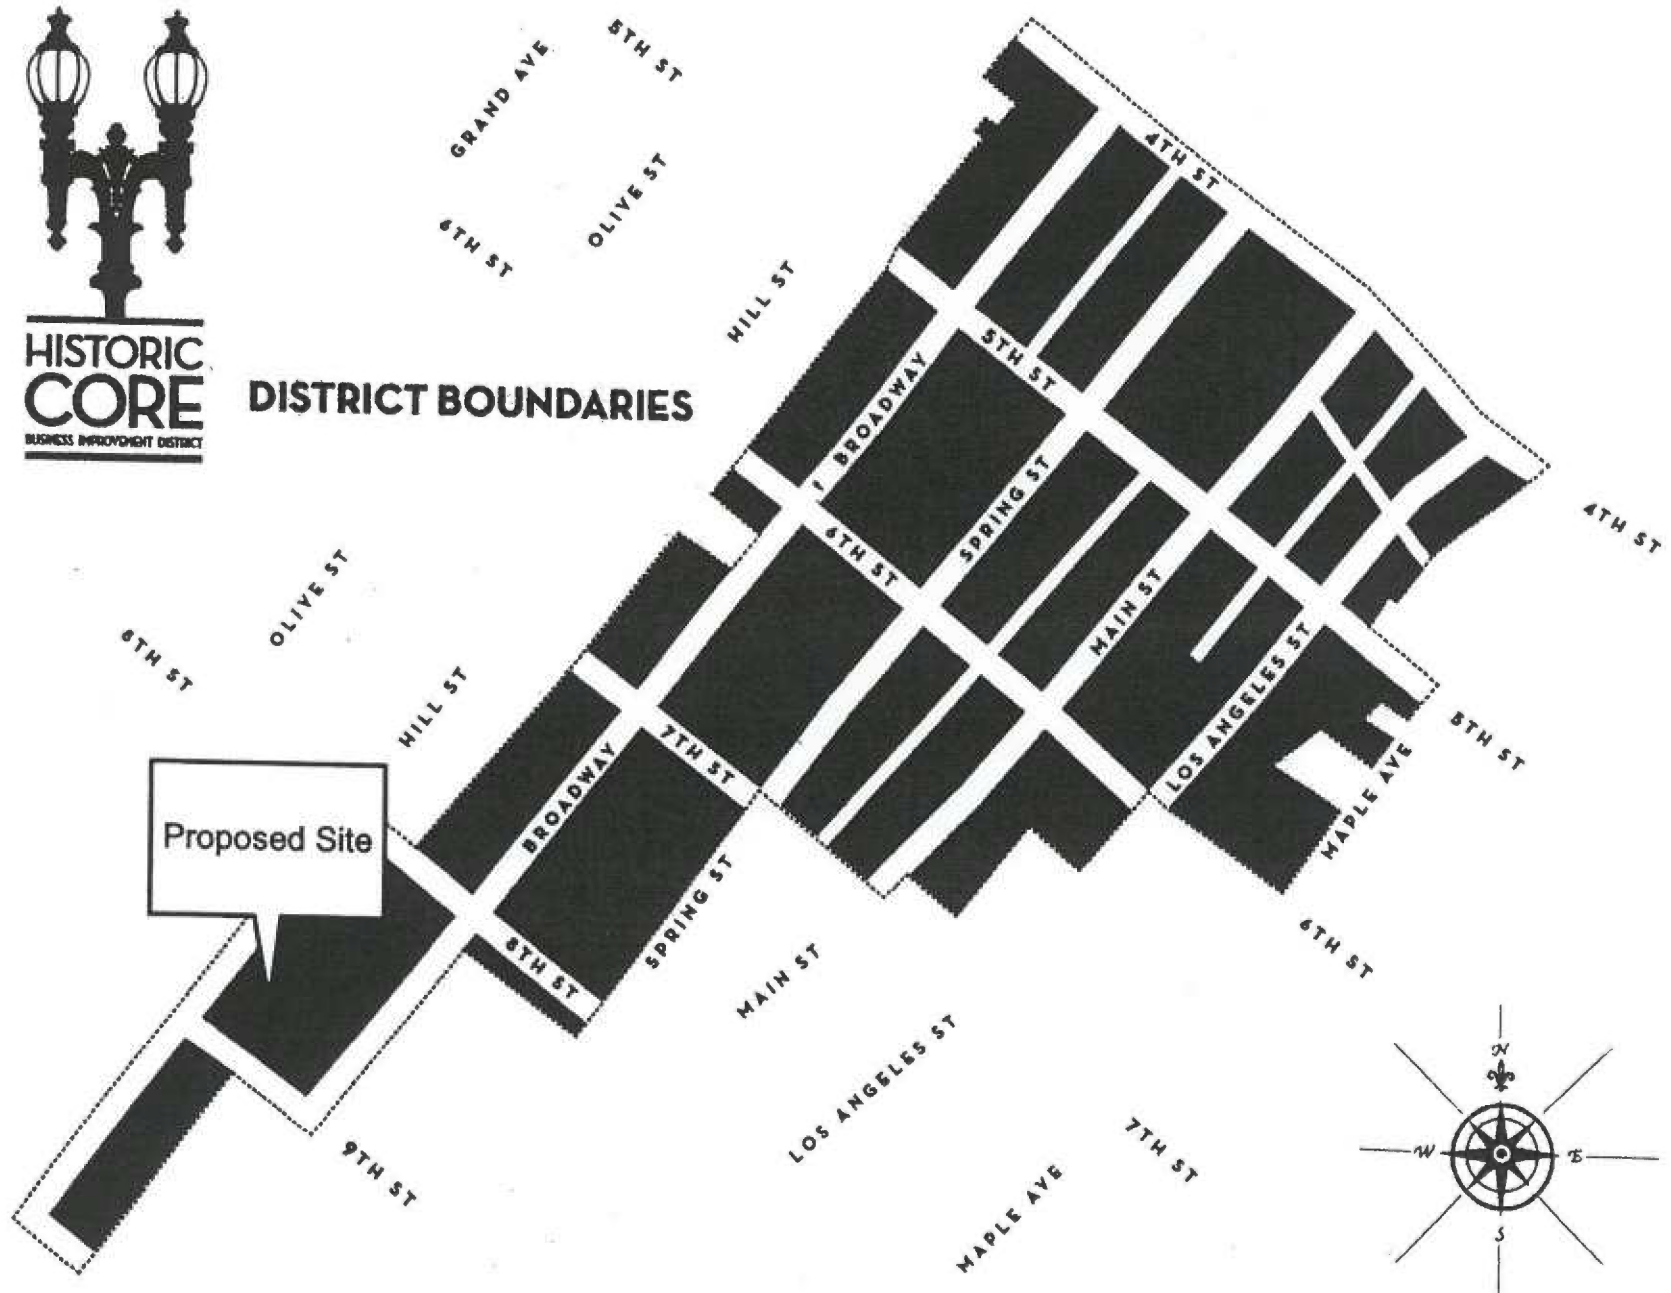 5TH ST
GRAND AVE
OLIVE ST
6TH ST
4TH ST
HILL ST
HISTORIC
CORE
BUSINESS IMPROVEMENT DISTRICT
DISTRICT BOUNDARIES
5TH ST
BROADWAY
SPRING ST
6TH ST
4TH ST
MAIN ST
OLIVE ST
8TH ST
HILL ST
LOS ANGELES ST
5TH ST
7TH ST
BROADWAY
MAPLE AVE
Proposed Site
SPRING ST
8TH ST
6TH ST
MAIN ST
LOS ANGELES ST
9TH ST
7TH ST
MAPLE AVE
N
W
E
S